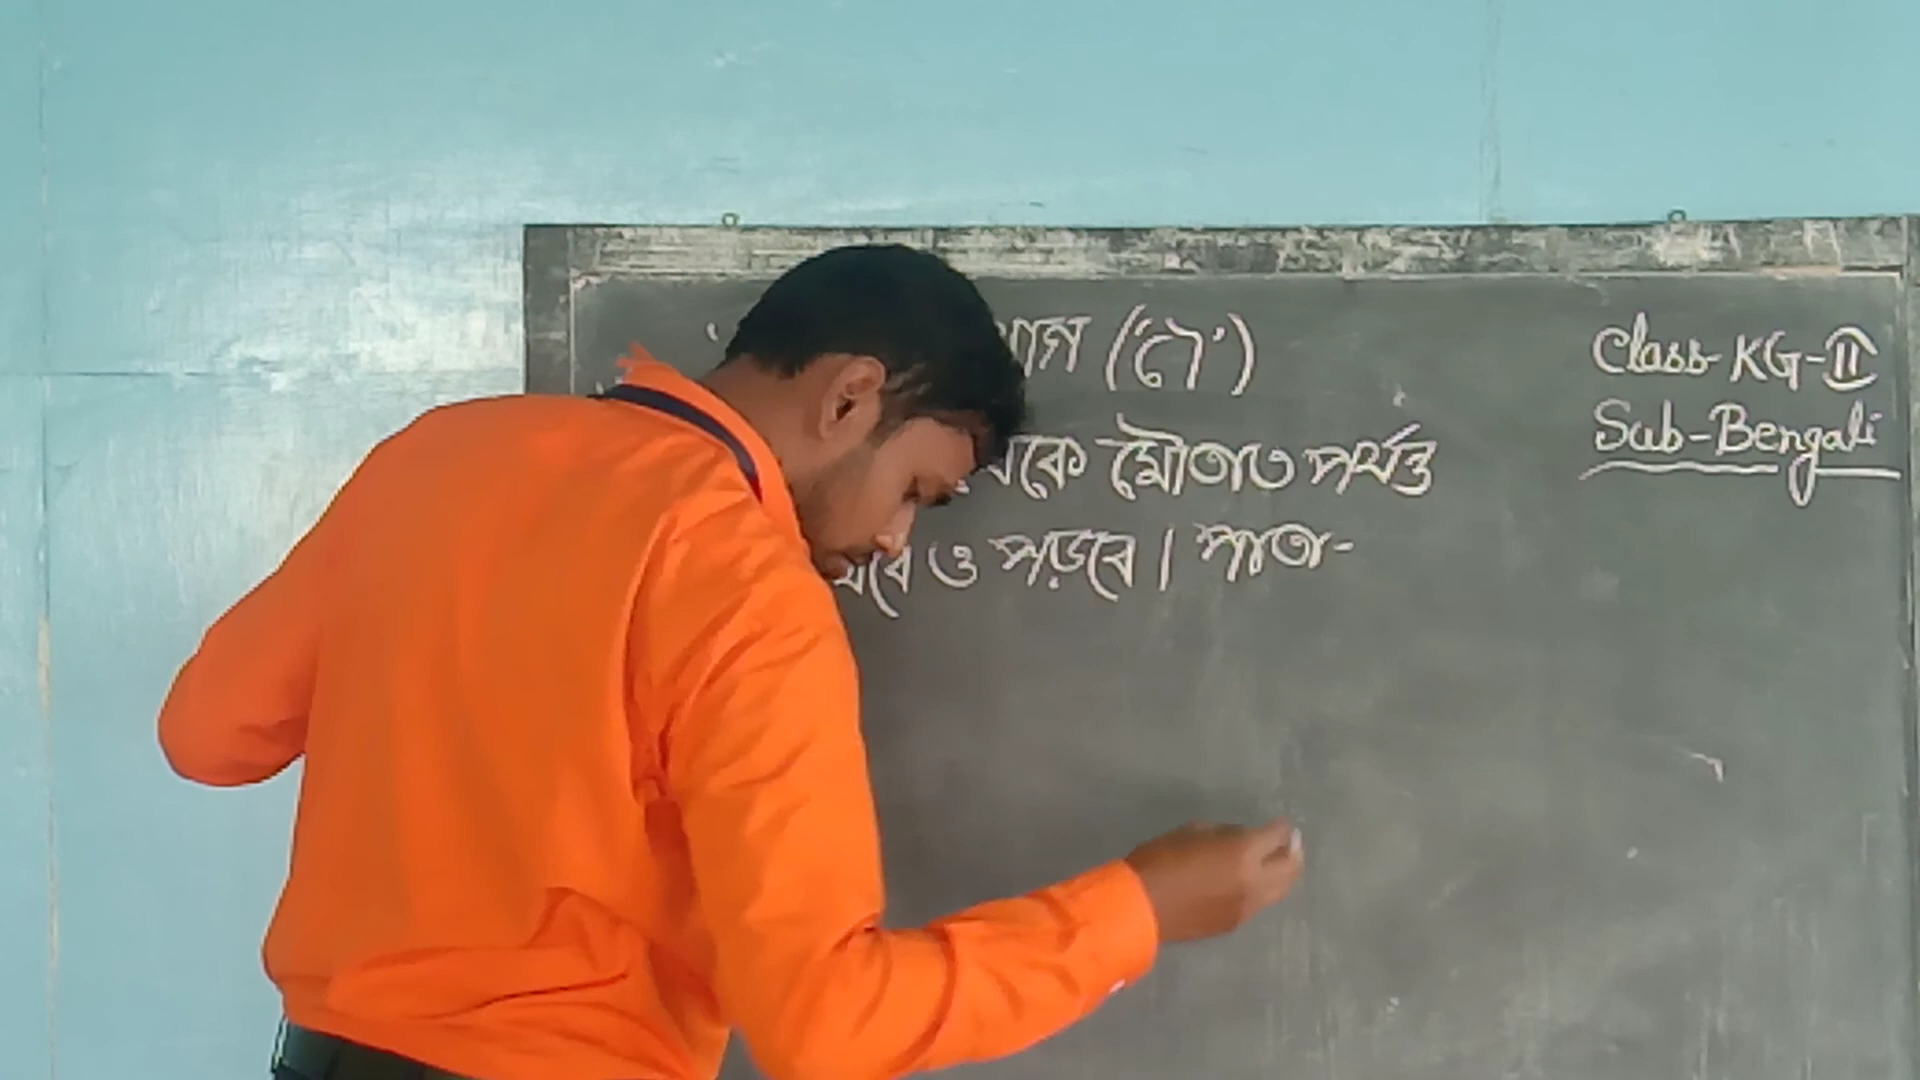 ('ৌ')
Class-KG-II
Sub-Bengali
মৌতাত পর্যন্ত
ও পড়বে। পাতা-